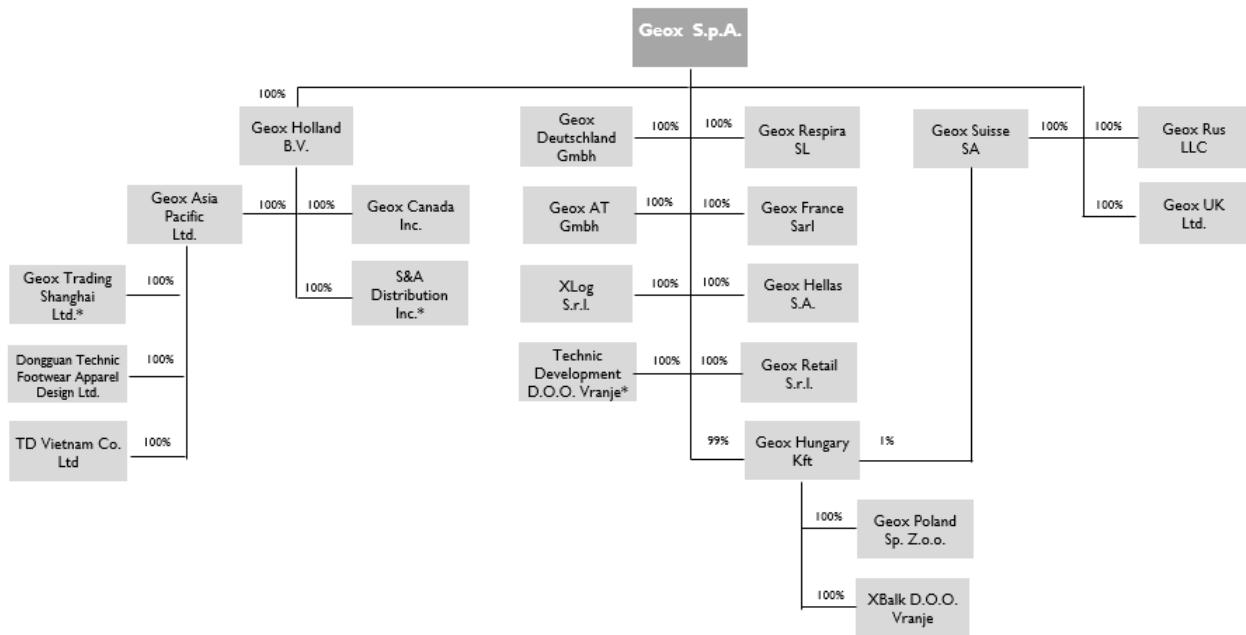 Geox S.p.A.
100%
Geox Holland
B.V.
Geox
Deutschland
Gmbh
100%
100%
Geox Respira
SL
Geox Suisse
SA
100%
100%
Geox Rus
LLC
Geox Asia
Pacific
Ltd.
100%
100%
Geox Canada
Inc.
Geox AT
Gmbh
100%
100%
Geox France
Sarl
100%
Geox UK
Ltd.
Geox Trading
Shanghai
Ltd.*
100%
100%
S&A
Distribution
Inc.*
XLog
S.r.l.
100%
100%
Geox Hellas
S.A.
Dongguan Technic
Footwear Apparel
Design Ltd.
100%
Technic
Development
D.O.O. Vranje*
100%
100%
Geox Retail
S.r.l.
TD Vietnam Co.
Ltd
100%
99%
Geox Hungary
Kft
1%
100%
Geox Poland
Sp. Z.o.o.
100%
XBalk D.O.O.
Vranje